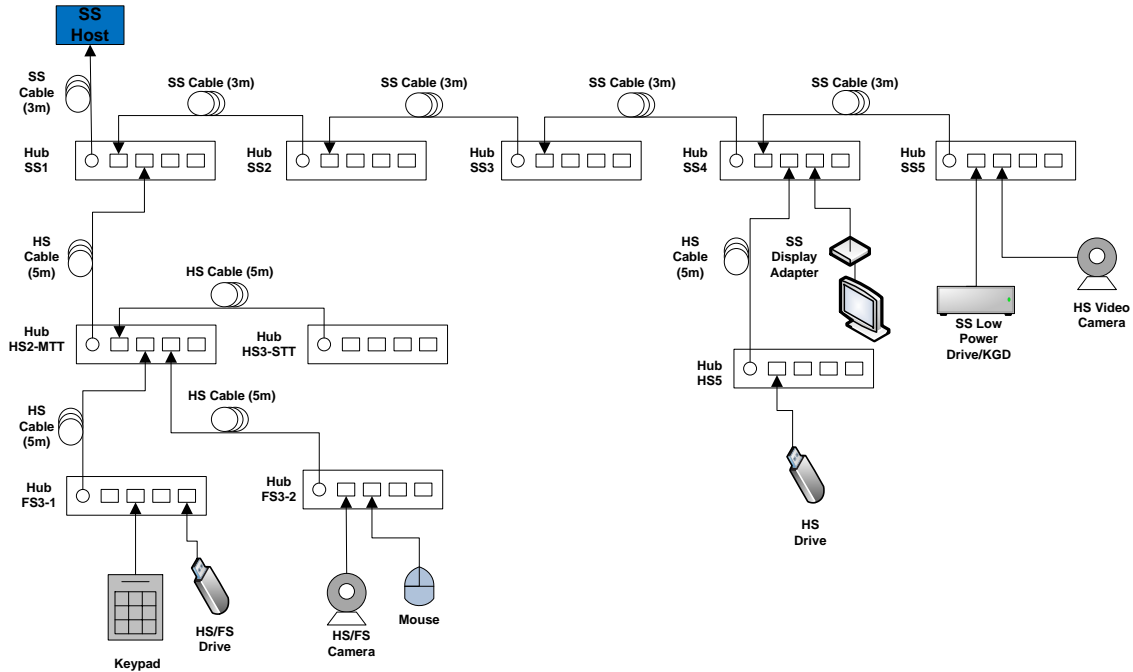 SS
Host
SS
Cable
(3m)
SS Cable (3m)
SS Cable (3m)
SS Cable (3m)
SS Cable (3m)
Hub
SS1
Hub
SS2
Hub
SS3
Hub
SS4
Hub
SS5
HS
Cable
(5m)
HS Cable (5m)
HS
Cable
(5m)
SS
Display
Adapter
SS Low
Power
Drive/KGD
HS Video
Camera
Hub
HS2-MTT
Hub
HS3-STT
Hub
HS5
HS
Cable
(5m)
HS Cable (5m)
Hub
FS3-1
Hub
FS3-2
HS
Drive
Keypad
HS/FS
Drive
HS/FS
Camera
Mouse